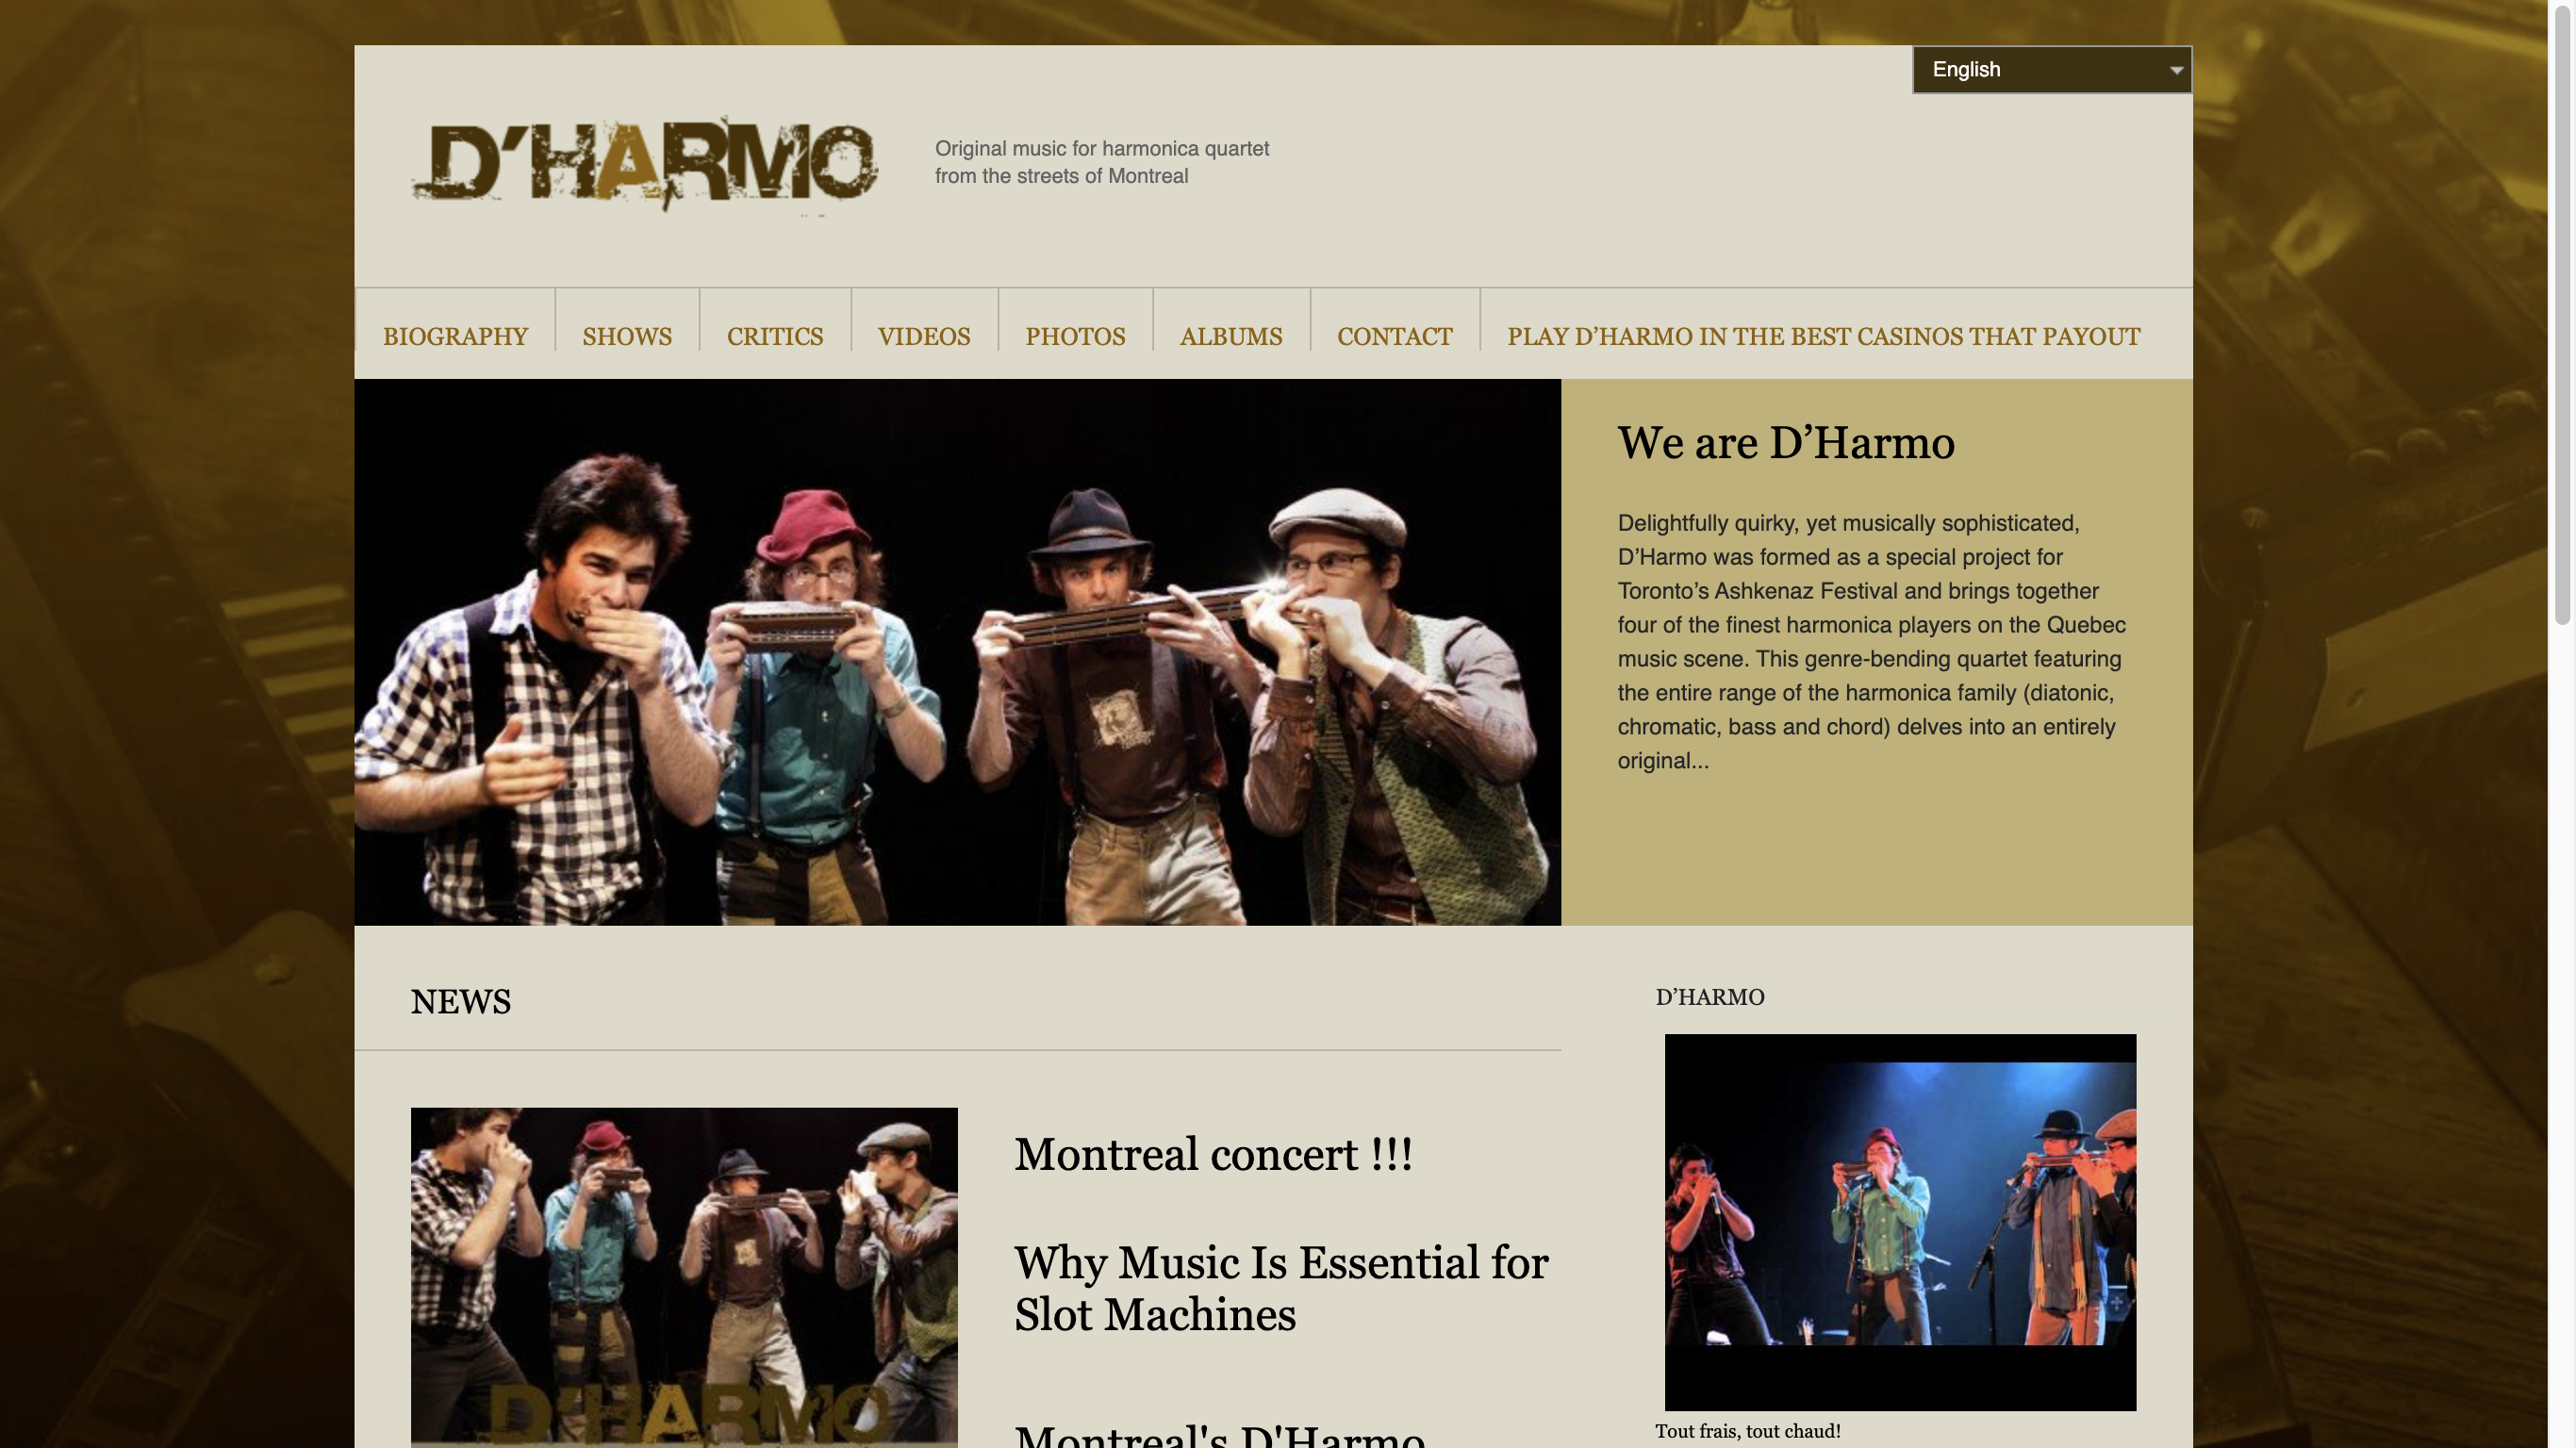 English
D'HARMO
Original music for harmonica quartet
from the streets of Montreal
BIOGRAPHY
SHOWS
CRITICS
VIDEOS
PHOTOS
ALBUMS
CONTACT
PLAY D’HARMO IN THE BEST CASINOS THAT PAYOUT
We are D’Harmo
Delightfully quirky, yet musically sophisticated,
D’Harmo was formed as a special project for
Toronto’s Ashkenaz Festival and brings together
four of the finest harmonica players on the Quebec
music scene. This genre-bending quartet featuring
the entire range of the harmonica family (diatonic,
chromatic, bass and chord) delves into an entirely
original...
NEWS
D'HARMO
Montreal concert !!!
Why Music Is Essential for
Slot Machines
Montreal's D'Harmo
D’HARMO
Tout frais, tout chaud!